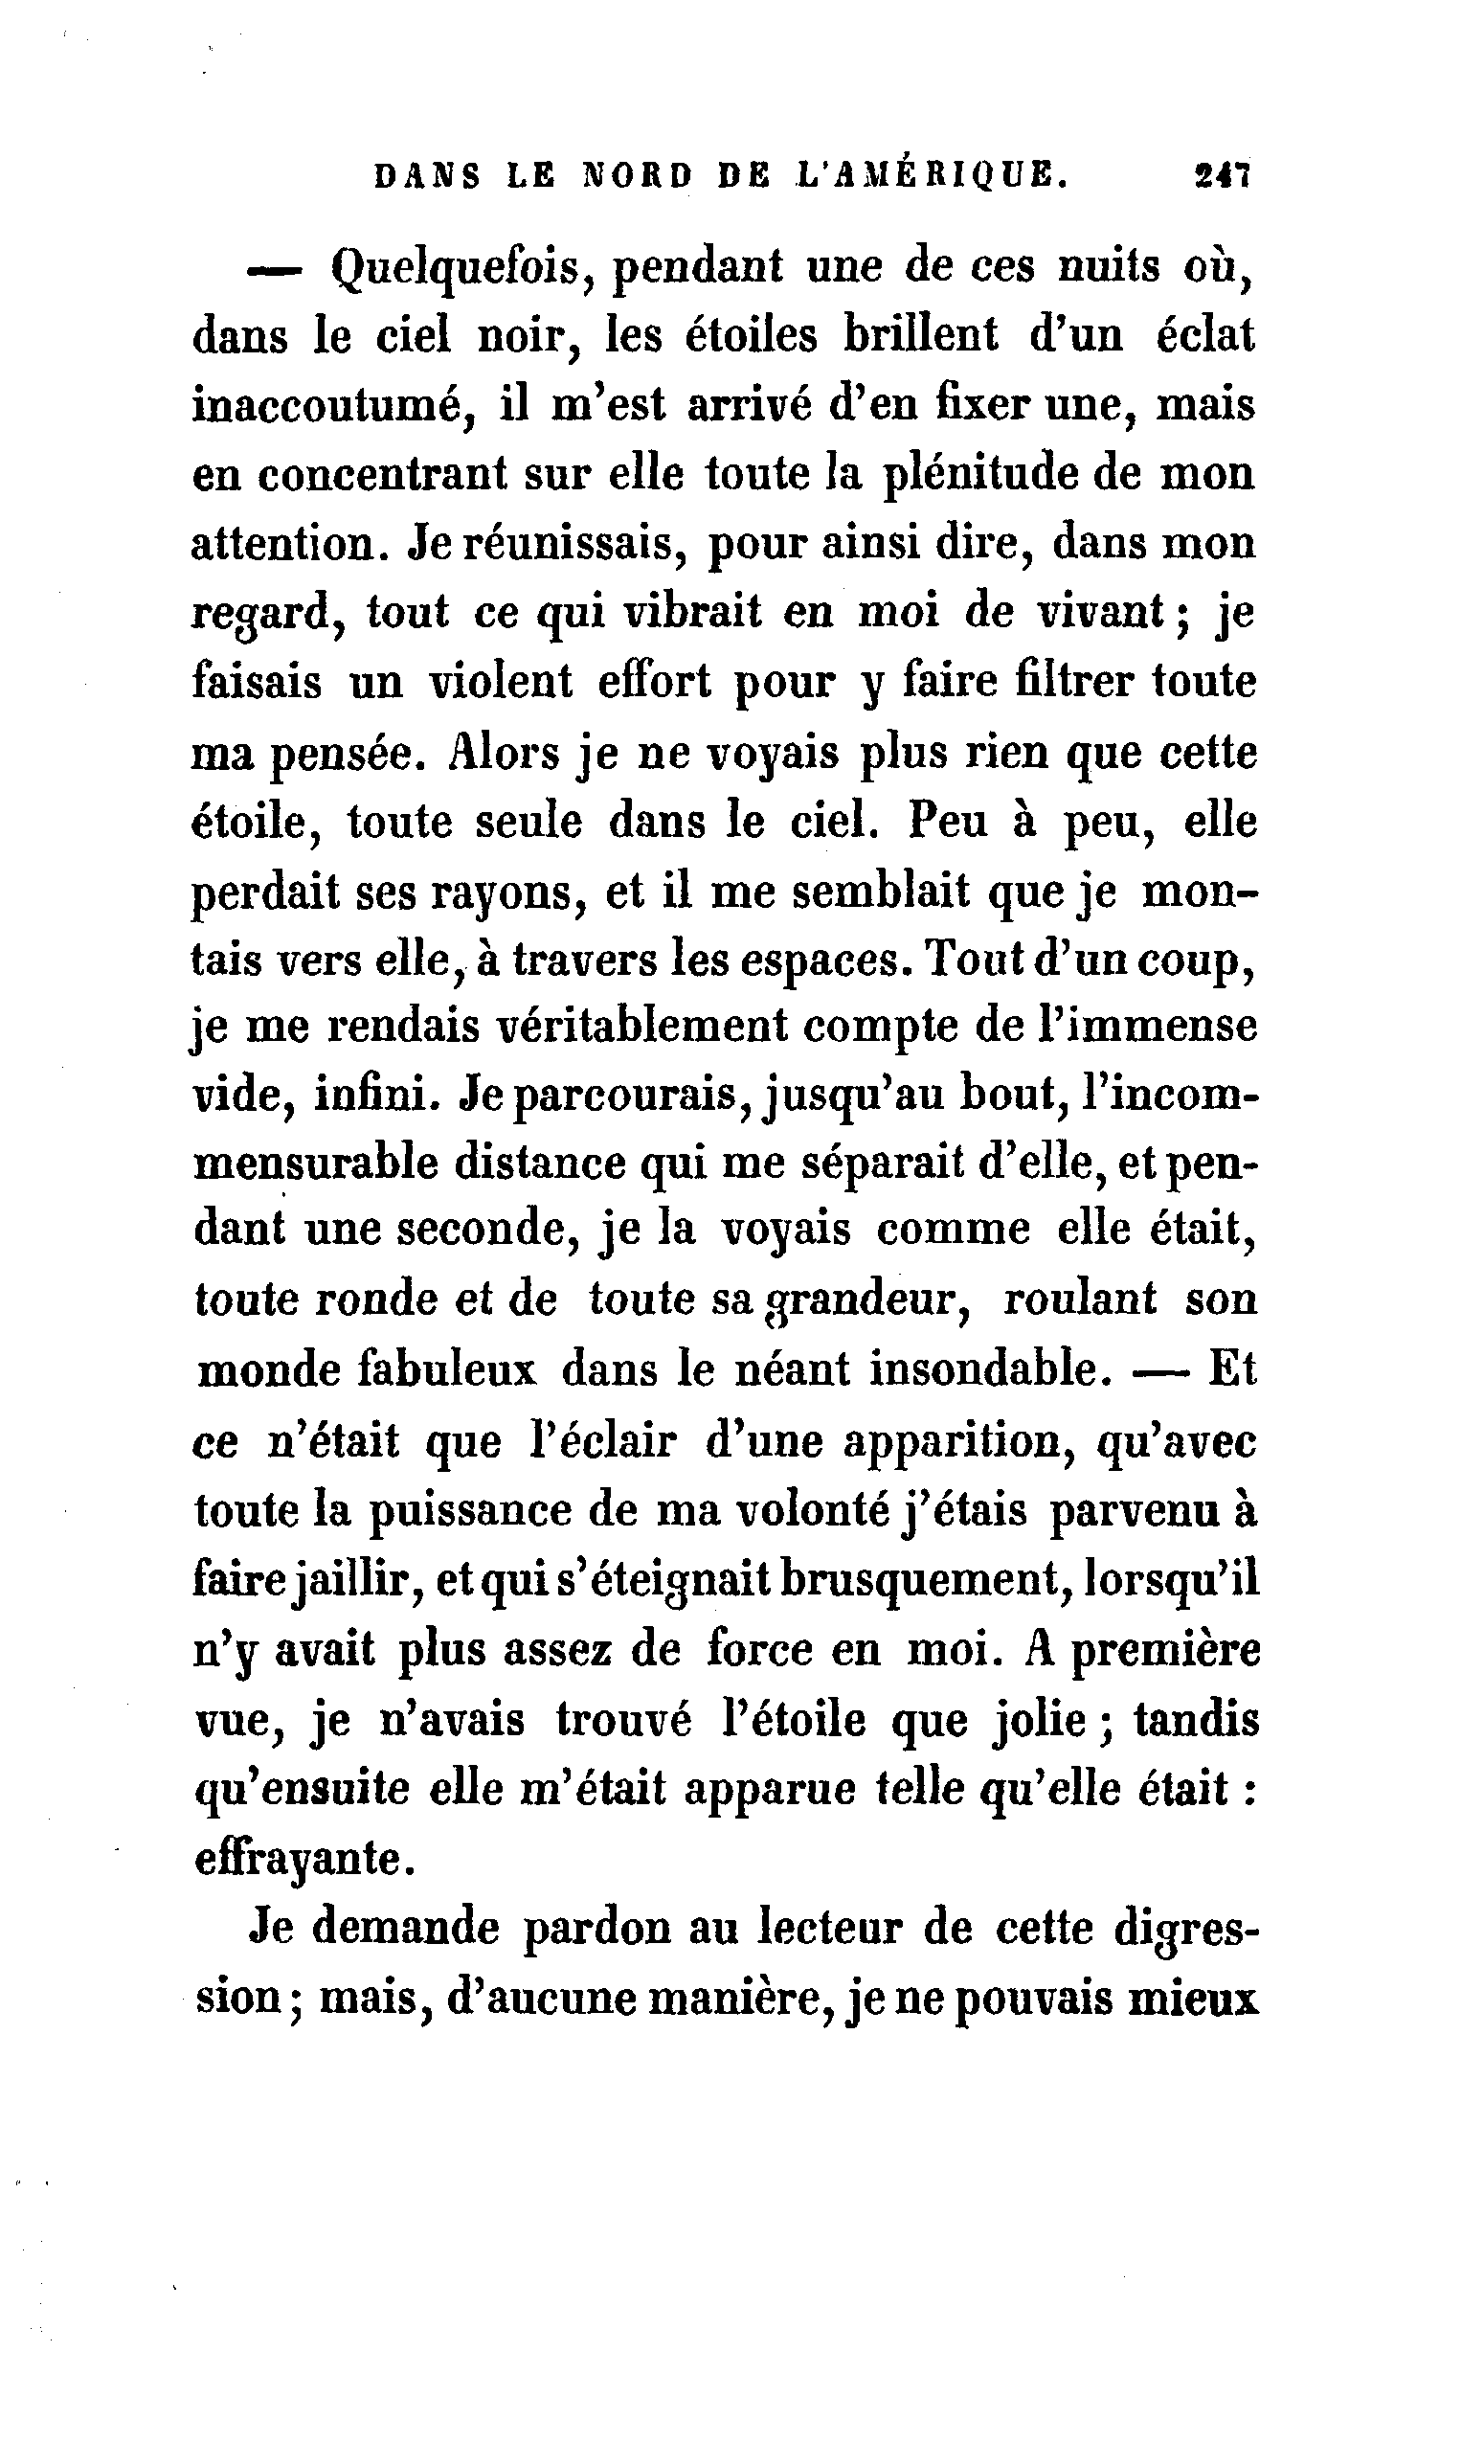 DANS LE NORD DE L'AMÉRIQUE. 247
— Quelquefois, pendant une de ces nuits où,
dans le ciel noir, les étoiles brillent d'un éclat
inaccoutumé, il m'est arrivé d'en fixer une, mais
en concentrant sur elle toute la plénitude de mon
attention. Je réunissais, pour ainsi dire, dans mon
regard, tout ce qui vibrait en moi de vivant ; je
faisais un violent effort pour y faire filtrer toute
ma pensée. Alors je ne voyais plus rien que cette
étoile, toute seule dans le ciel. Peu à peu, elle
perdait ses rayons, et il me semblait que je mon-
tais vers elle, à travers les espaces. Tout d'un coup,
je me rendais véritablement compte de l'immense
vide, infini. Je parcourais, jusqu'au bout, l'incom-
mensurable distance qui me séparait d'elle, et pen-
dant une seconde, je la voyais comme elle était,
toute ronde et de toute sa grandeur, roulant son
monde fabuleux dans le néant insondable. — Et
ce n'était que l'éclair d'une apparition, qu'avec
toute la puissance de ma volonté j'étais parvenu à
faire jaillir, et qui s'éteignait brusquement, lorsqu'il
n'y avait plus assez de force en moi. A première
vue, je n'avais trouvé l'étoile que jolie ; tandis
qu'ensuite elle m'était apparue telle qu'elle était :
effrayante.
Je demande pardon au lecteur de cette digres-
sion ; mais, d'aucune manière, je ne pouvais mieux